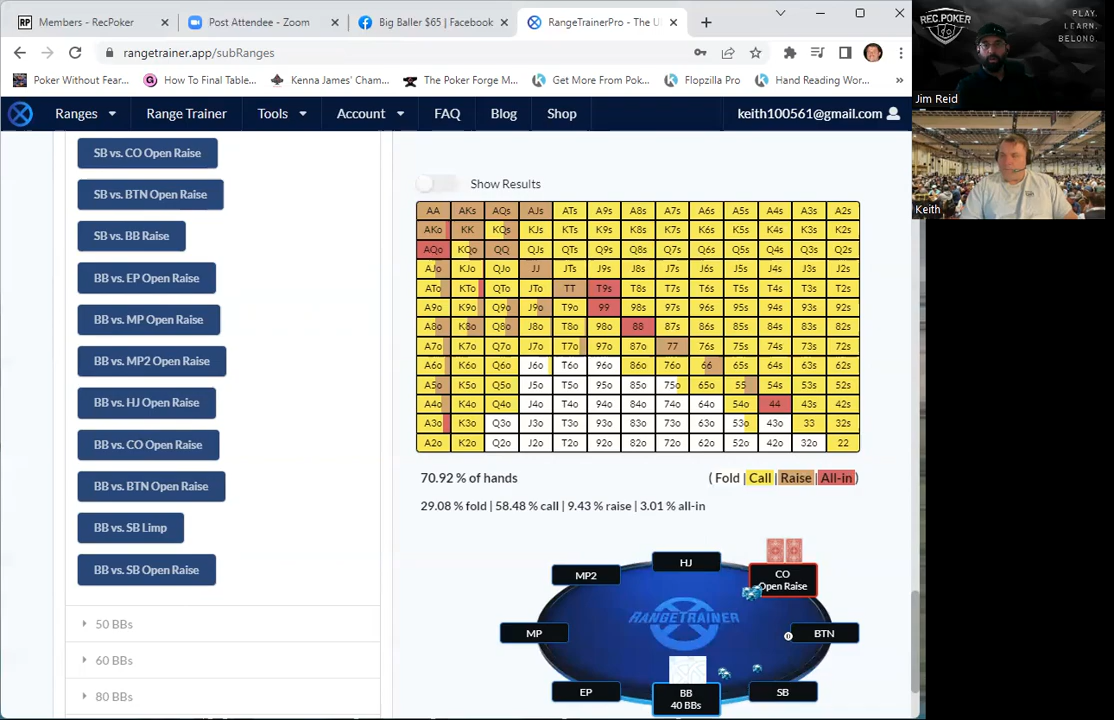 RP Members - RecPoker
Post Attendee - Zoom
Big Baller $65 | Facebook
RangeTrainerPro - The U
rangetrainer.app/subRanges
Poker Without Fear...
How To Final Table...
Kenna James' Cham...
The Poker Forge M...
Get More From Pok...
Flopzilla Pro
Hand Reading Wor...
Ranges
Range Trainer
Tools
Account
FAQ
Blog
Shop
keith100561@gmail.com
REC.POKER
PLAY.
LEARN.
BELONG.
Jim Reid
Keith
SB vs. CO Open Raise
SB vs. BTN Open Raise
SB vs. BB Raise
BB vs. EP Open Raise
BB vs. MP Open Raise
BB vs. MP2 Open Raise
BB vs. HJ Open Raise
BB vs. CO Open Raise
BB vs. BTN Open Raise
BB vs. SB Limp
BB vs. SB Open Raise
50 BBs
60 BBs
80 BBs
Show Results
AA AKs AQs AJs ATs A9s A8s A7s A6s A5s A4s A3s A2s
AKo KK KQs KJs KTs K9s K8s K7s K6s K5s K4s K3s K2s
AQo KQo QQ QJs QTs Q9s Q8s Q7s Q6s Q5s Q4s Q3s Q2s
AJo KJo QJo JJ JTs J9s J8s J7s J6s J5s J4s J3s J2s
ATo KTo QTo JTo TT T9s T8s T7s T6s T5s T4s T3s T2s
A9o K9o Q9o J9o T9o 99 98s 97s 96s 95s 94s 93s 92s
A8o K8o Q8o J8o T8o 98o 88 87s 86s 85s 84s 83s 82s
A7o K7o Q7o J7o T7o 97o 87o 77 76s 75s 74s 73s 72s
A6o K6o Q6o J6o T6o 96o 86o 76o 66 65s 64s 63s 62s
A5o K5o Q5o J5o T5o 95o 85o 75o 65o 55 54s 53s 52s
A4o K4o Q4o J4o T4o 94o 84o 74o 64o 54o 44 43s 42s
A3o K3o Q3o J3o T3o 93o 83o 73o 63o 53o 43o 33 32s
A2o K2o Q2o J2o T2o 92o 82o 72o 62o 52o 42o 32o 22
70.92 % of hands
( Fold | Call | Raise | All-in )
29.08 % fold | 58.48 % call | 9.43 % raise | 3.01 % all-in
HJ
MP2
CO
Open Raise
RANGETRAINER
MP
BTN
EP
BB
40 BBs
SB